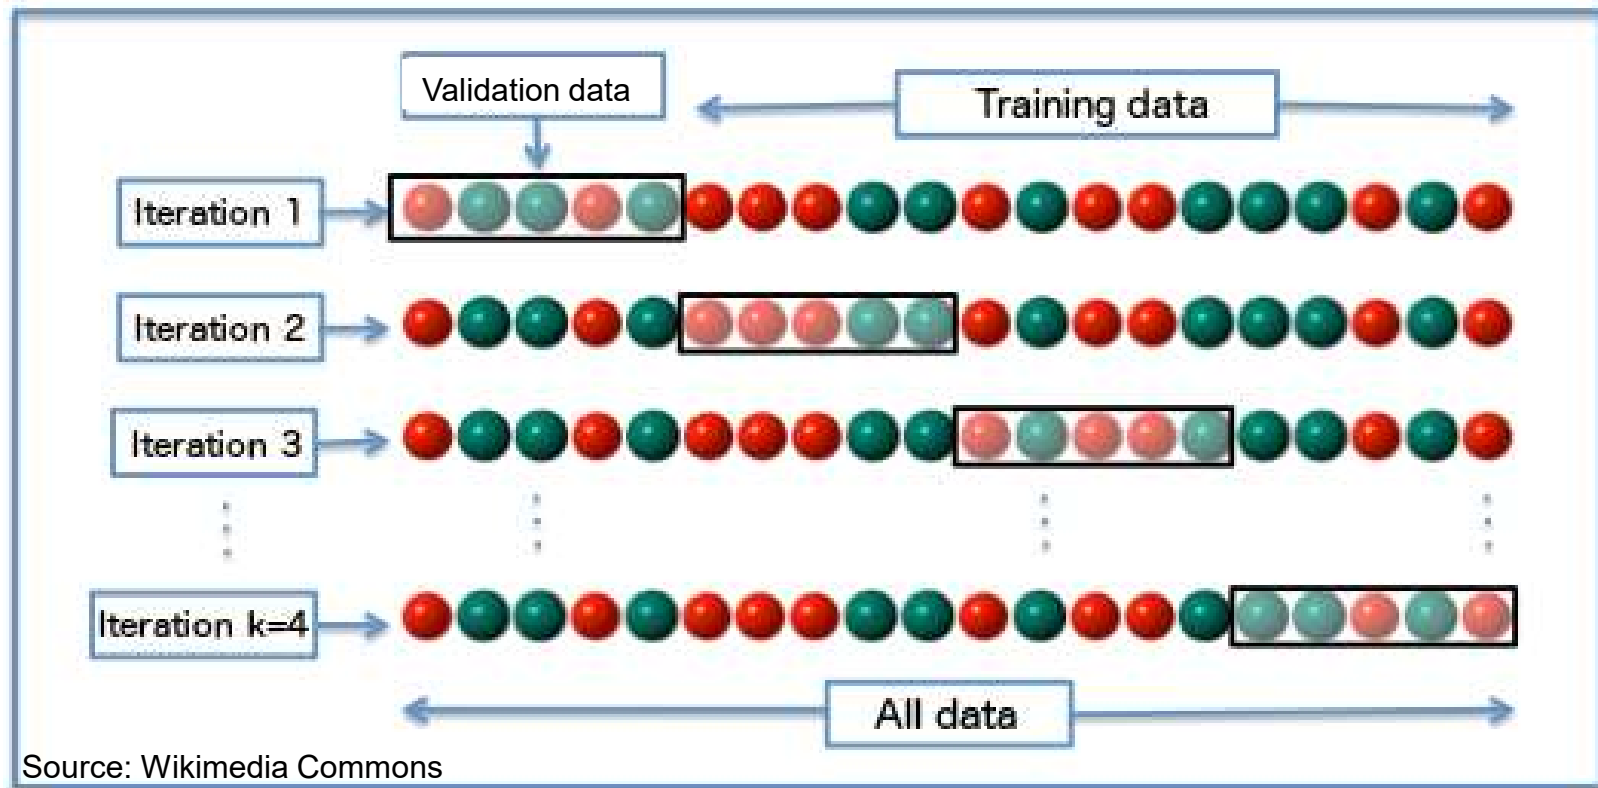 Validation data
Training data
Iteration 1
Iteration 2
Iteration 3
Iteration k=4
All data
Source: Wikimedia Commons